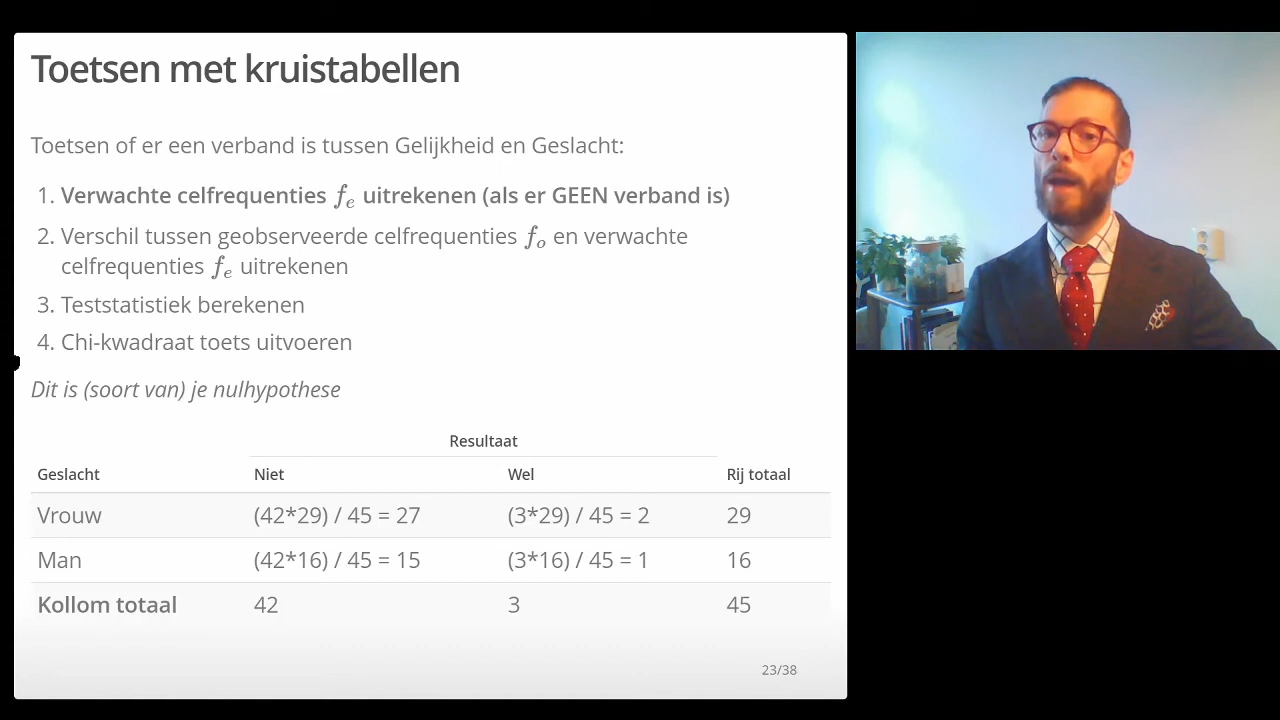 Toetsen met kruistabellen
Toetsen of er een verband is tussen Gelijkheid en Geslacht:
1. Verwachte celfrequenties fₑ uitrekenen (als er GEEN verband is)
2. Verschil tussen geobserveerde celfrequenties fₒ en verwachte
celfrequenties fₑ uitrekenen
3. Teststatistiek berekenen
4. Chi-kwadraat toets uitvoeren
Dit is (soort van) je nulhypothese
Resultaat
Geslacht Niet Wel Rij totaal
Vrouw (42*29) / 45 = 27 (3*29) / 45 = 2 29
Man (42*16) / 45 = 15 (3*16) / 45 = 1 16
Kollom totaal 42 3 45
23/38